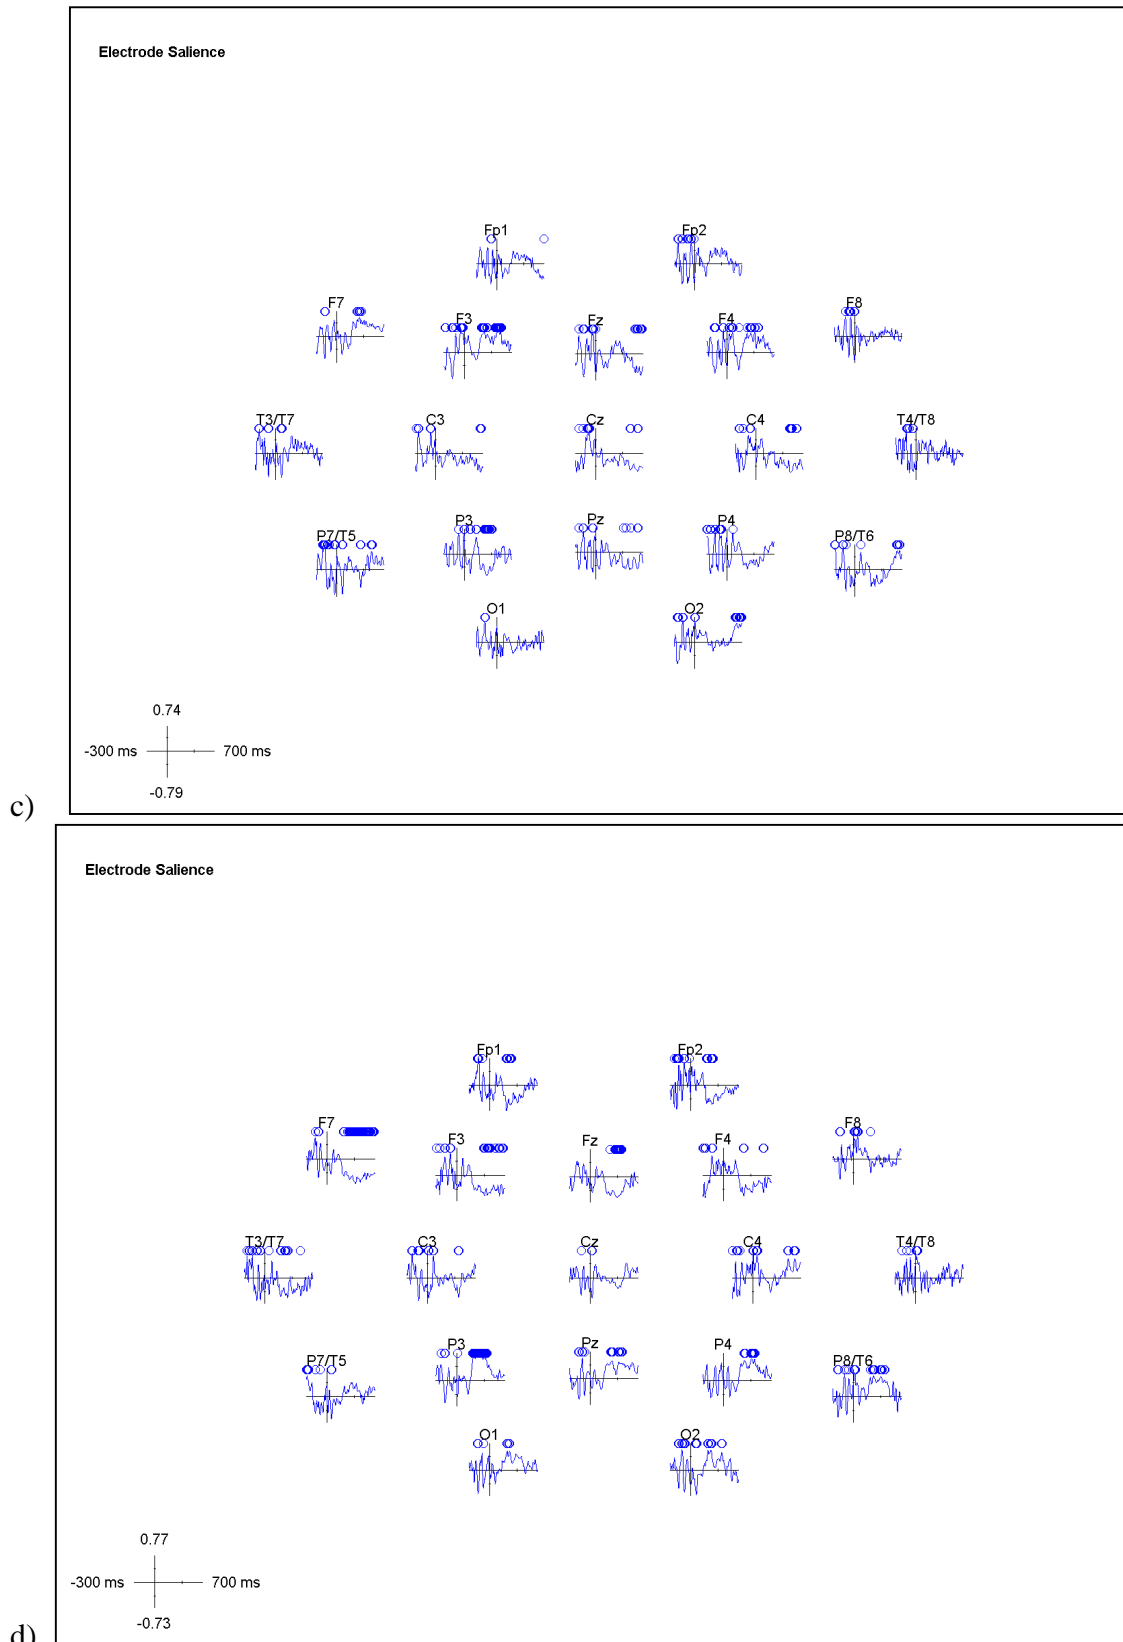 Electrode Salience
Fp1 Fp2
F7 F3 Fz F4 F8
T3/T7 C3 Cz C4 T4/T8
P7/T5 P3 Pz P4 P8/T6
O1 O2
0.74
-300 ms 700 ms
-0.79
c)
Electrode Salience
Fp1 Fp2
F7 F3 Fz F4 F8
T3/T7 C3 Cz C4 T4/T8
P7/T5 P3 Pz P4 P8/T6
O1 O2
0.77
-300 ms 700 ms
-0.73
d)